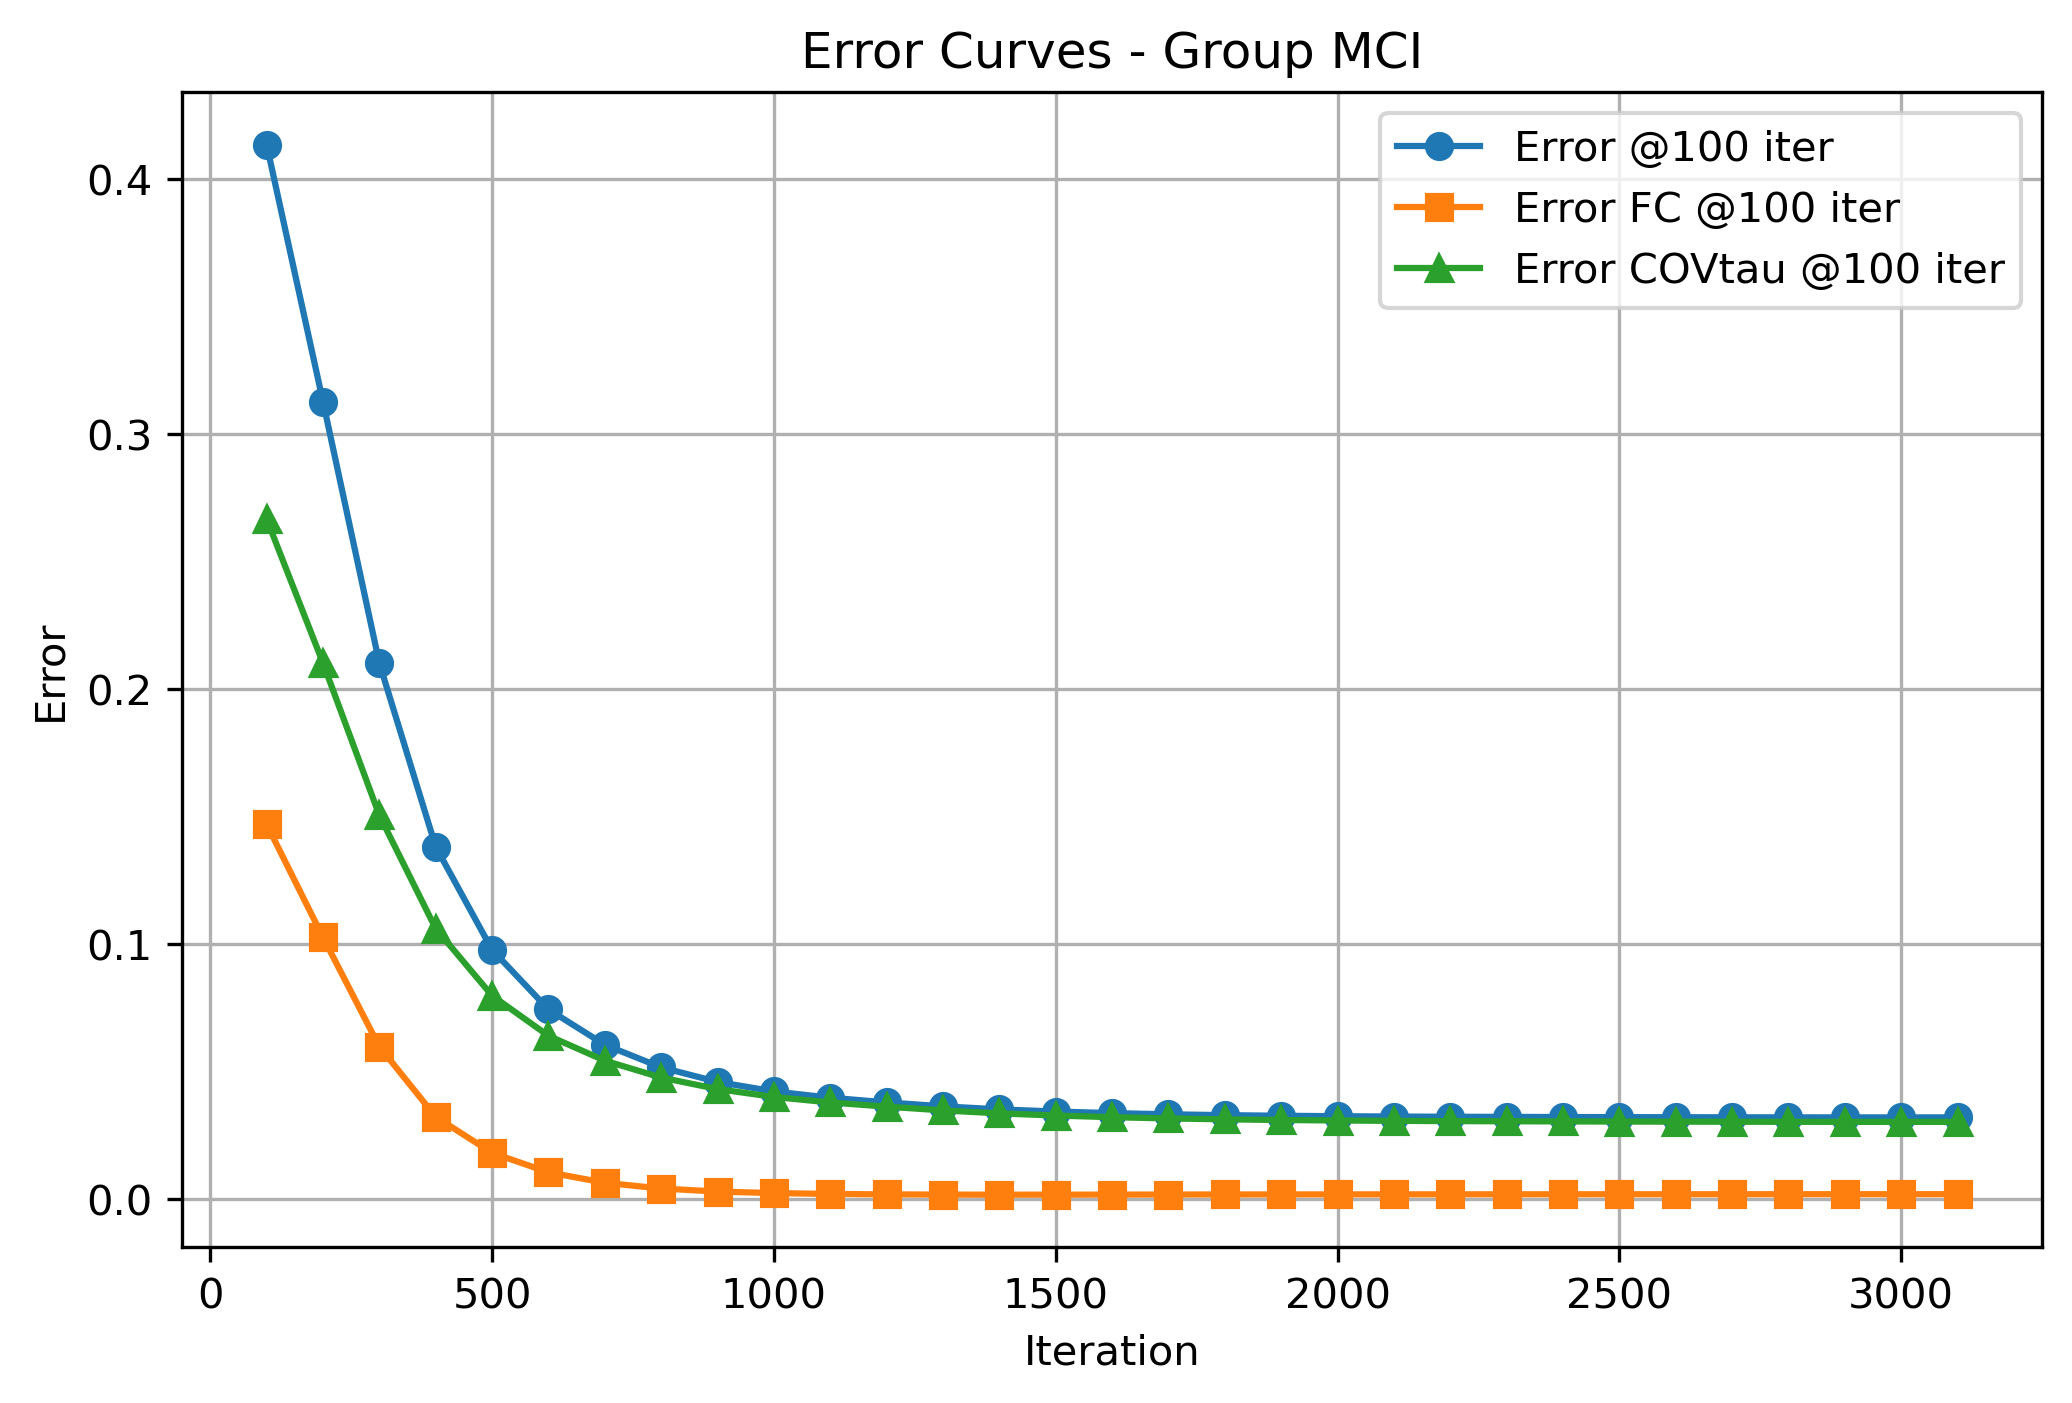 Error Curves - Group MCI
Error @100 iter
Error FC @100 iter
Error COVtau @100 iter
0.4
0.3
0.2
0.1
0.0
Error
0 500 1000 1500 2000 2500 3000
Iteration